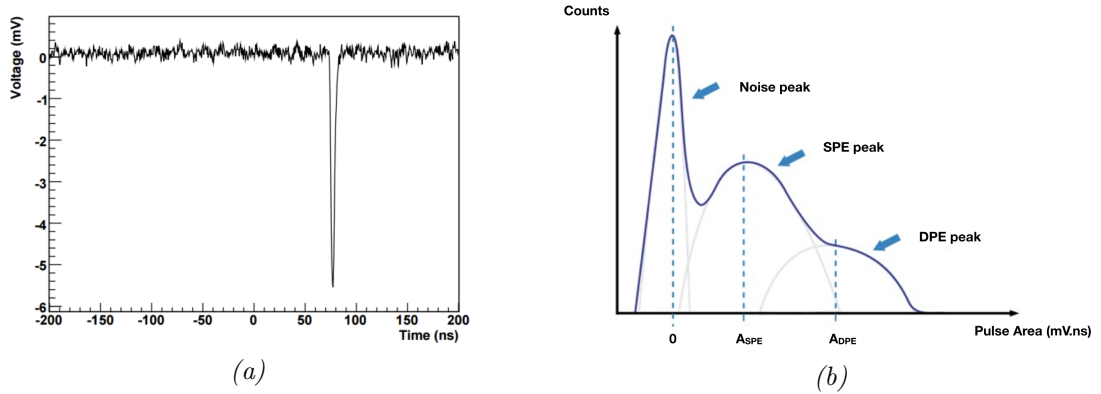 Voltage (mV)
0
-1
-2
-3
-4
-5
-6
-200 -150 -100 -50 0 50 100 150 200
Time (ns)
(a)
Counts
Noise peak
SPE peak
DPE peak
0 ASPE ADPE
Pulse Area (mV.ns)
(b)